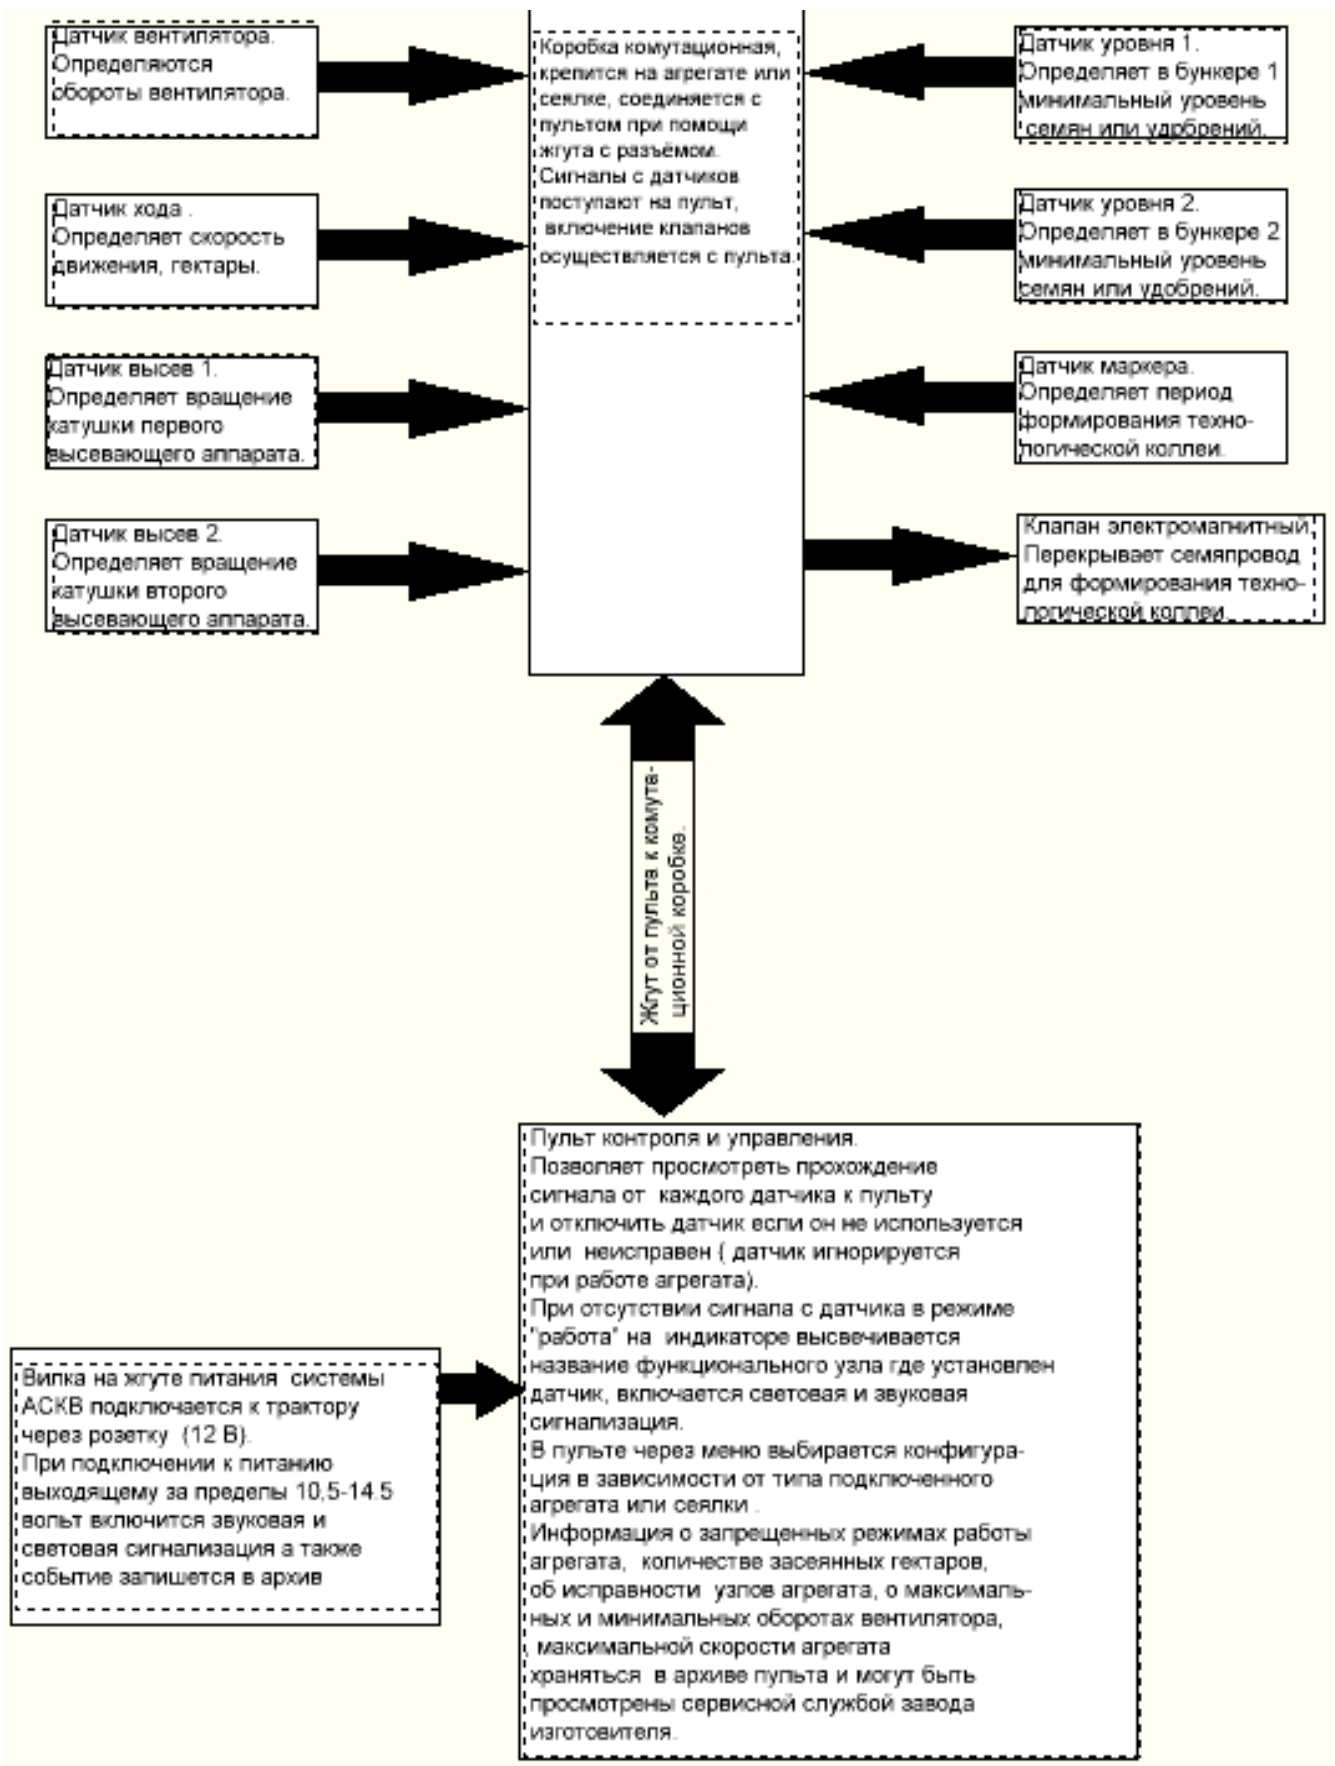 Датчик вентилятора.
Определяются
обороты вентилятора.
Датчик хода .
Определяет скорость
движения, гектары.
Датчик высев 1.
Определяет вращение
катушки первого
высевающего аппарата.
Датчик высев 2.
Определяет вращение
катушки второго
высевающего аппарата.
Коробка комутационная,
крепится на агрегате или
сеялке, соединяется с
пультом при помощи
жгута с разъёмом.
Сигналы с датчиков
поступают на пульт,
включение клапанов
осуществляется с пульта.
Датчик уровня 1.
Определяет в бункере 1
минимальный уровень
семян или удрбрений.
Датчик уровня 2.
Определяет в бункере 2
минимальный уровень
семян или удобрений.
Датчик маркера.
Определяет период
формирования техно-
логической коллеи.
Клапан электромагнитный,
Перекрывает семяпровод
для формирования техно-
логической коллеи.
Жгут от пульта к комута-
ционной коробке.
Вилка на жгуте питания системы
АСКВ подключается к трактору
через розетку (12 В).
При подключении к питанию
выходящему за пределы 10,5-14.5
вольт включится звуковая и
световая сигнализация а также
событие запишется в архив
Пульт контроля и управления.
Позволяет просмотреть прохождение
сигнала от каждого датчика к пульту
и отключить датчик если он не используется
или неисправен ( датчик игнорируется
при работе агрегата).
При отсутствии сигнала с датчика в режиме
"работа" на индикаторе высвечивается
название функционального узла где установлен
датчик, включается световая и звуковая
сигнализация.
В пульте через меню выбирается конфигура-
ция в зависимости от типа подключенного
агрегата или сеялки .
Информация о запрещенных режимах работы
агрегата, количестве засеянных гектаров,
об исправности узлов агрегата, о максималь-
ных и минимальных оборотах вентилятора,
, максимальной скорости агрегата
храняться в архиве пульта и могут быть
просмотрены сервисной службой завода
изготовителя.